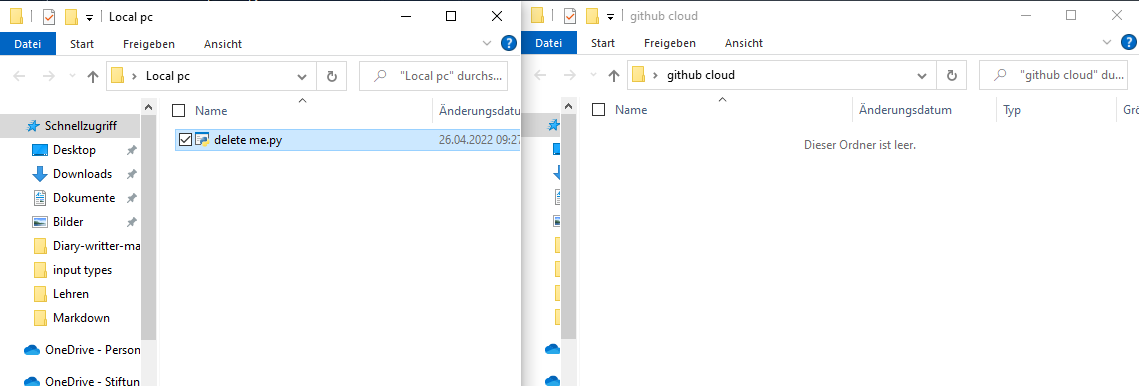 Local pc
Datei Start Freigeben Ansicht
Local pc "Local pc" durchs...
Name Änderungsdatu
Schnellzugriff
delete me.py 26.04.2022 09:27
Desktop
Downloads
Dokumente
Bilder
Diary-writter-ma
input types
Lehren
Markdown
OneDrive - Person
OneDrive - Stiftun
github cloud
Datei Start Freigeben Ansicht
github cloud "github cloud" du...
Name Änderungsdatum Typ Grö
Dieser Ordner ist leer.